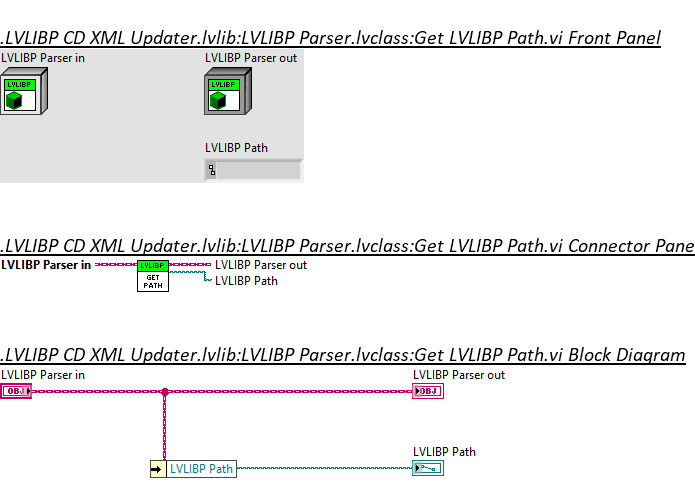 .LVLIBP CD XML Updater.lvlib:LVLIBP Parser.lvclass:Get LVLIBP Path.vi Front Panel
LVLIBP Parser in
LVLIBP Parser out
LVLIBP
LVLIBP
LVLIBP Path
.LVLIBP CD XML Updater.lvlib:LVLIBP Parser.lvclass:Get LVLIBP Path.vi Connector Pane
LVLIBP Parser in
LVLIBP
GET
PATH
LVLIBP Parser out
LVLIBP Path
.LVLIBP CD XML Updater.lvlib:LVLIBP Parser.lvclass:Get LVLIBP Path.vi Block Diagram
LVLIBP Parser in
LVLIBP Parser out
OBJ
OBJ
LVLIBP Path
LVLIBP Path